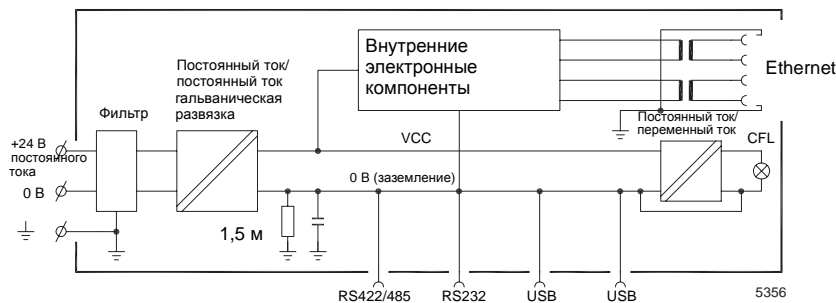 Внутренние
электронные
компоненты
Ethernet
Постоянный ток/
постоянный ток
гальваническая
развязка
Фильтр
Постоянный ток/
переменный ток
+24 В
постоянного
тока
VCC
CFL
0 В
0 В (заземление)
1,5 м
RS422/485
RS232
USB
USB
5356